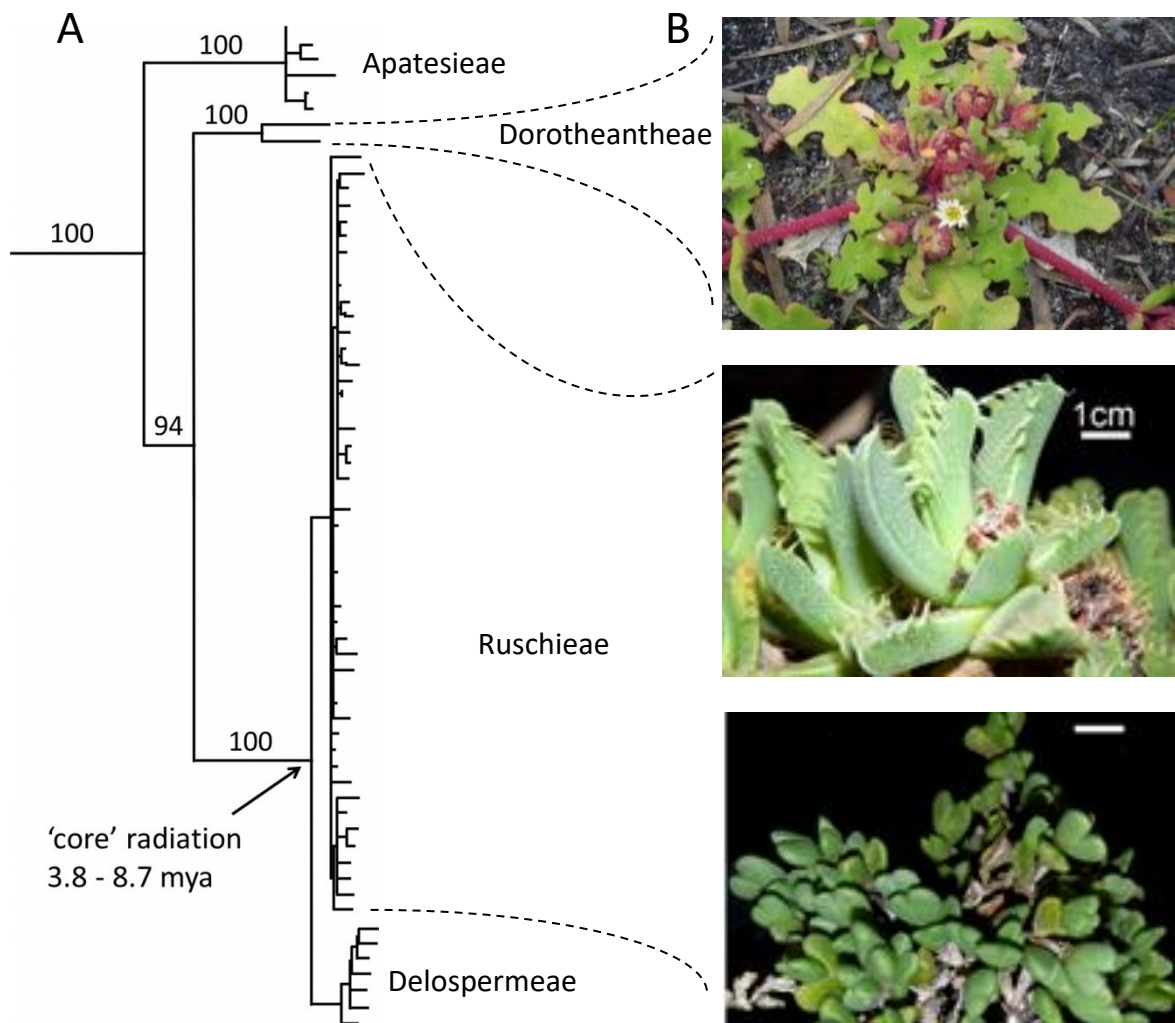 A
B
100
Apatesieae
100
Dorotheantheae
100
1cm
94
Ruschieae
100
‘core’ radiation
3.8 - 8.7 mya
Delospermeae